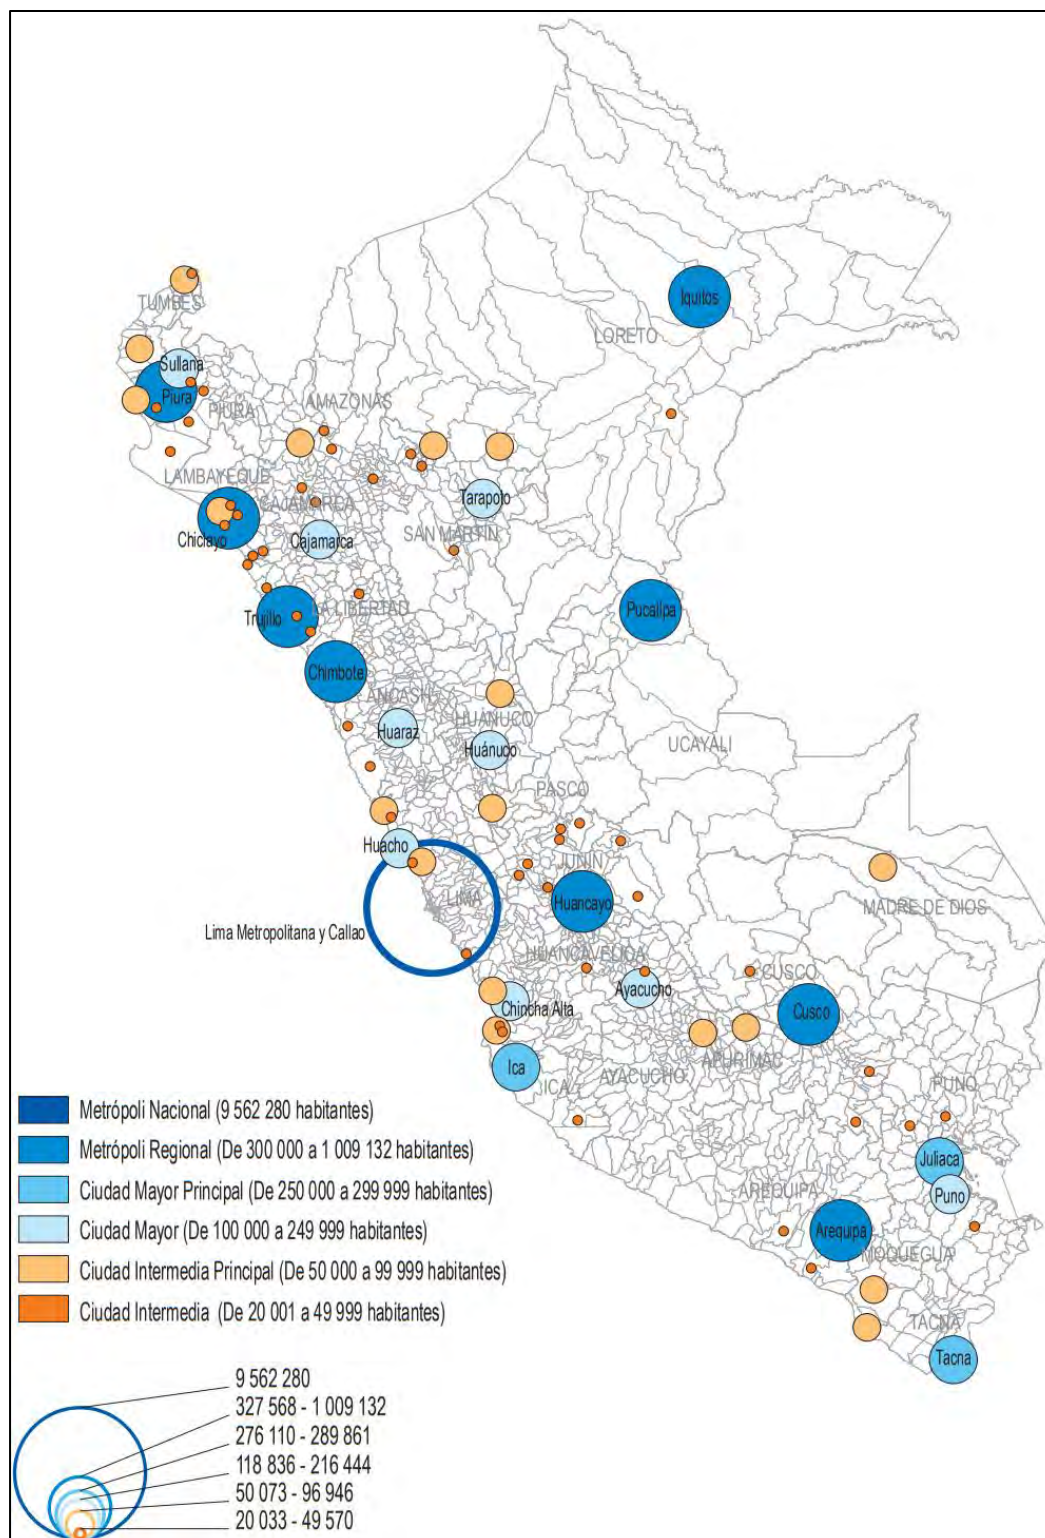 Iquitos
TUMBES
LORETO
Sullana
Piura
PIURA
AMAZONAS
LAMBAYEQUE
CAJAMARCA
Tarapoto
Chiclayo
Cajamarca
SAN MARTIN
LA LIBERTAD
Trujillo
Pucallpa
Chimbote
ANCASH
HUÁNUCO
Huaraz
Huánuco
UCAYALI
PASCO
Huacho
JUNIN
LIMA
Huancayo
MADRE DE DIOS
Lima Metropolitana y Callao
HUANCAVELICA
CUSCO
Ayacucho
Chincha Alta
Cusco
APURIMAC
Ica
ICA
AYACUCHO
PUNO
Metrópoli Nacional (9 562 280 habitantes)
Metrópoli Regional (De 300 000 a 1 009 132 habitantes)
Juliaca
Ciudad Mayor Principal (De 250 000 a 299 999 habitantes)
AREQUIPA
Puno
Ciudad Mayor (De 100 000 a 249 999 habitantes)
Arequipa
MOQUEGUA
Ciudad Intermedia Principal (De 50 000 a 99 999 habitantes)
Ciudad Intermedia (De 20 001 a 49 999 habitantes)
TACNA
Tacna
9 562 280
327 568 - 1 009 132
276 110 - 289 861
118 836 - 216 444
50 073 - 96 946
20 033 - 49 570